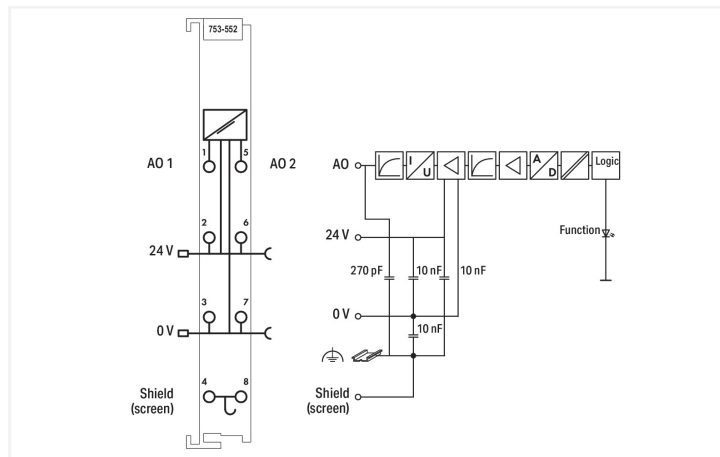 753-552
1
5
AO 1
AO 2
2
6
24 V
3
7
0 V
4
8
Shield
(screen)
AO
I
U
A
D
Logic
24 V
Function
270 pF
10 nF
10 nF
0 V
10 nF
Shield
(screen)